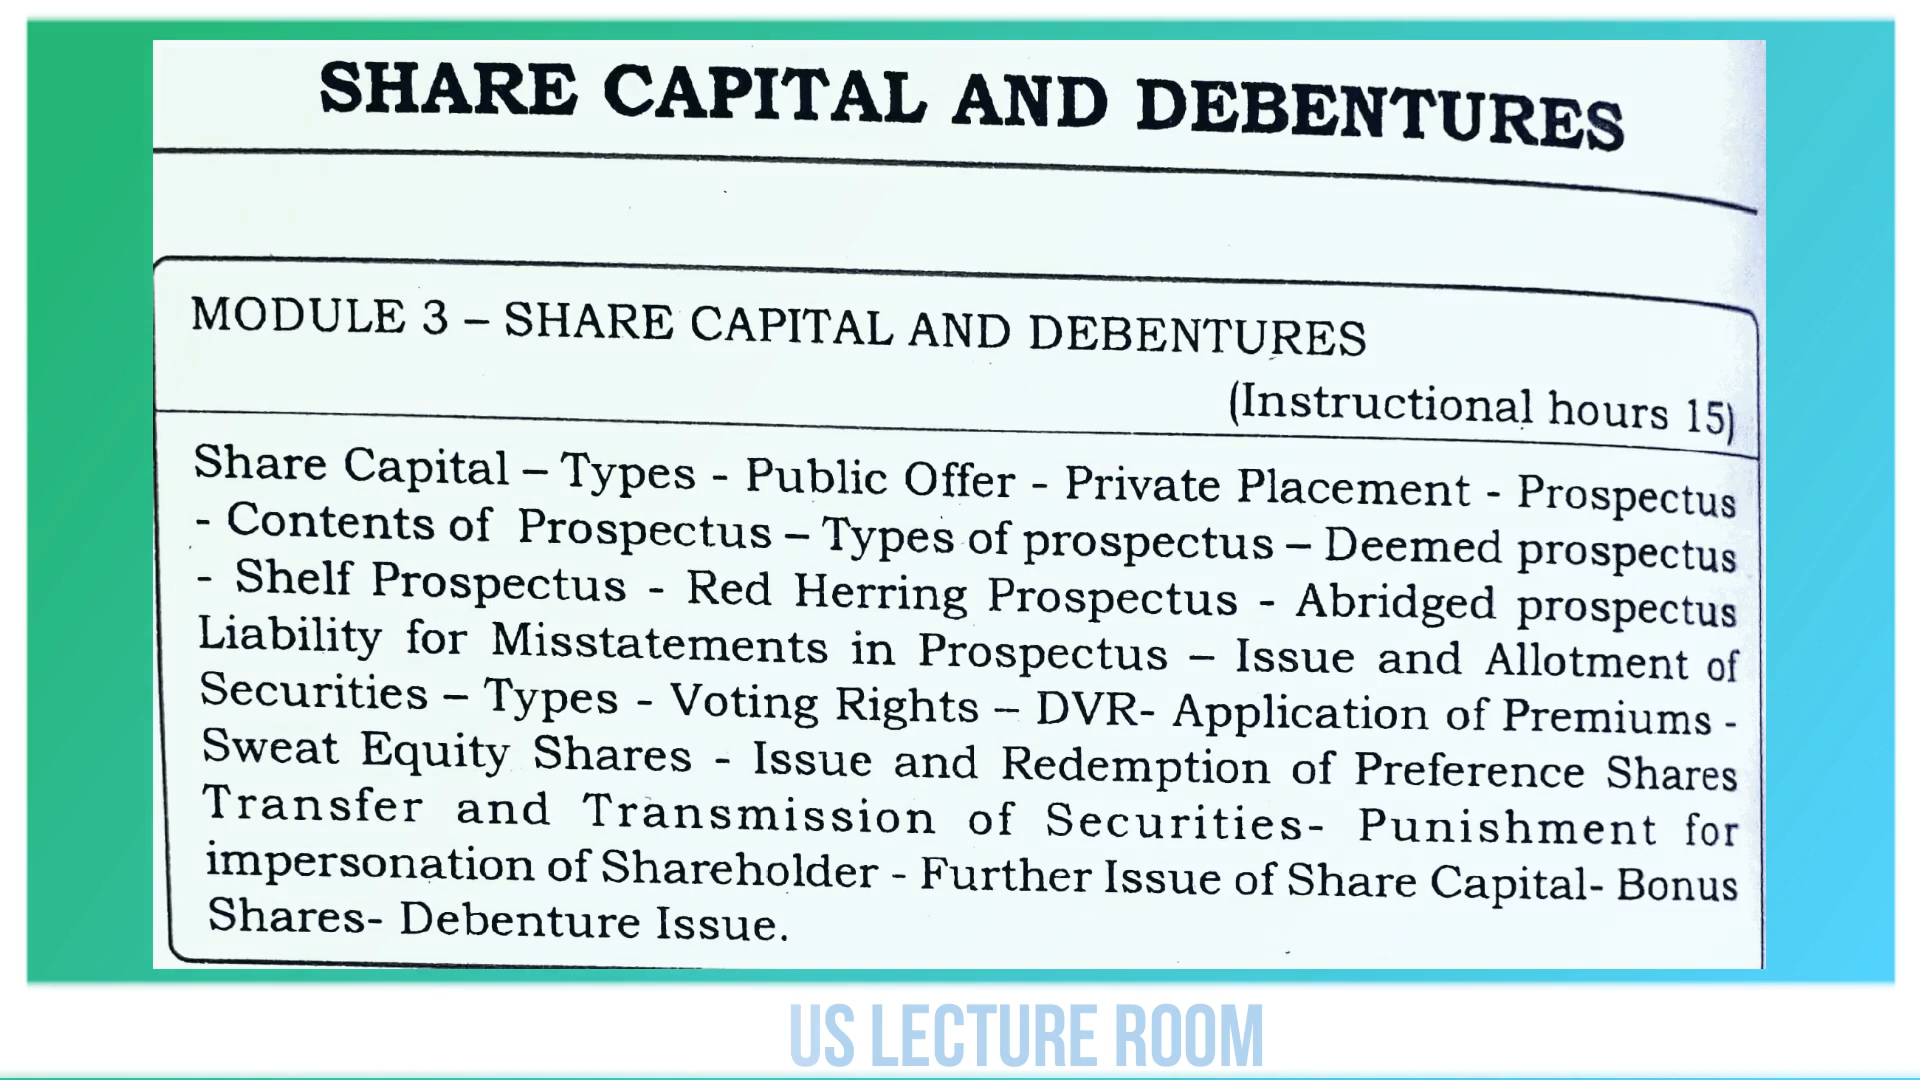 SHARE CAPITAL AND DEBENTURES
MODULE 3 – SHARE CAPITAL AND DEBENTURES
(Instructional hours 15)
Share Capital – Types - Public Offer - Private Placement - Prospectus
- Contents of Prospectus – Types of prospectus – Deemed prospectus
- Shelf Prospectus - Red Herring Prospectus - Abridged prospectus
Liability for Misstatements in Prospectus – Issue and Allotment of
Securities – Types - Voting Rights – DVR- Application of Premiums -
Sweat Equity Shares - Issue and Redemption of Preference Shares
Transfer and Transmission of Securities- Punishment for
impersonation of Shareholder - Further Issue of Share Capital- Bonus
Shares- Debenture Issue.
US LECTURE ROOM